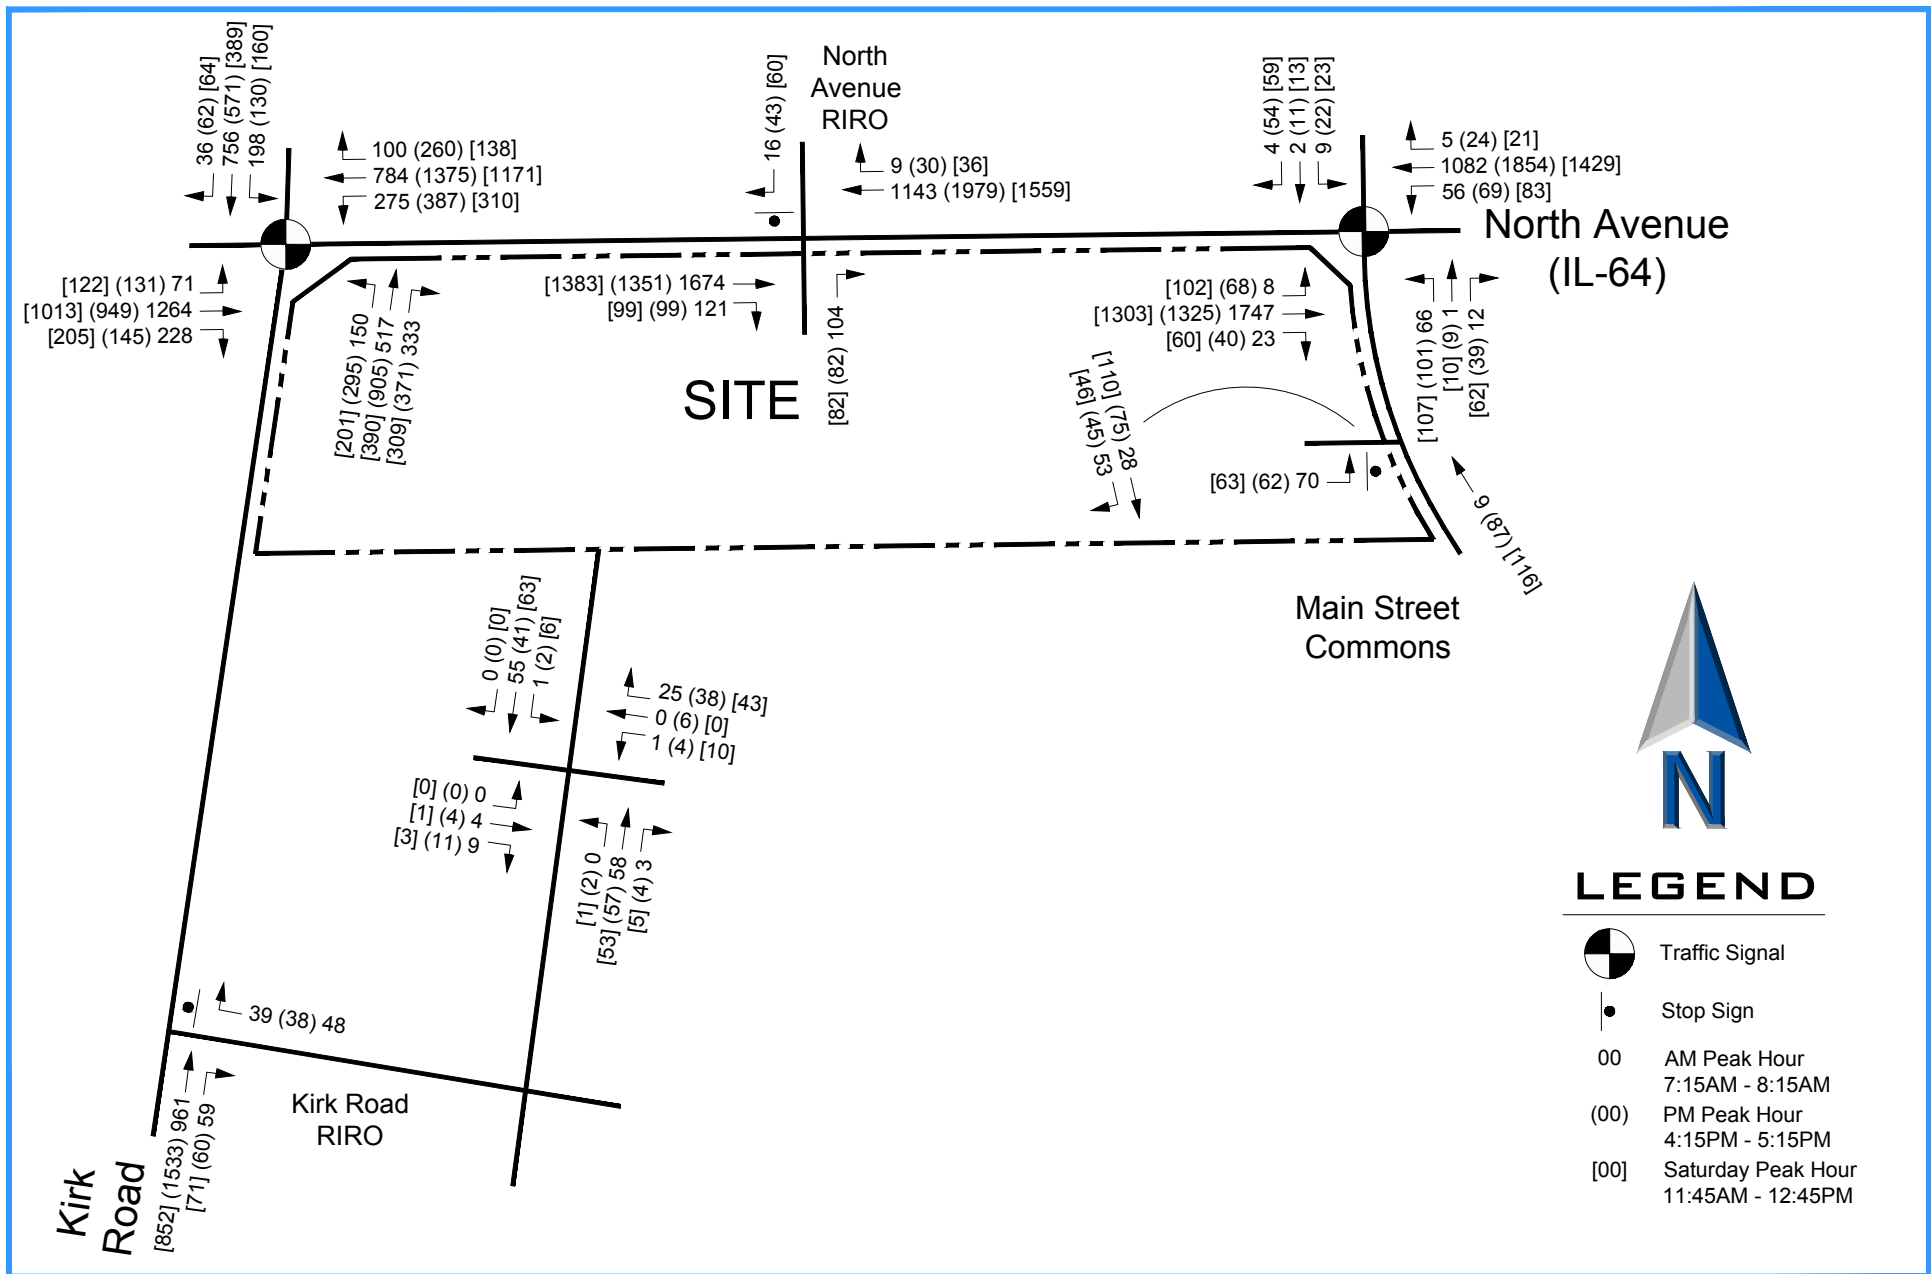 36 (62) [64]
756 (571) [389]
198 (130) [160]
100 (260) [138]
784 (1375) [1171]
275 (387) [310]
[122] (131) 71
[1013] (949) 1264
[205] (145) 228
[201] (295) 150
[390] (905) 517
[309] (371) 333
North
Avenue
RIRO
16 (43) [60]
9 (30) [36]
1143 (1979) [1559]
[1383] (1351) 1674
[99] (99) 121
[82] (82) 104
SITE
4 (54) [59]
2 (11) [13]
9 (22) [23]
5 (24) [21]
1082 (1854) [1429]
56 (69) [83]
North Avenue
(IL-64)
[102] (68) 8
[1303] (1325) 1747
[60] (40) 23
[107] (101) 66
[10] (9) 1
[62] (39) 12
[110] (75) 28
[46] (45) 53
[63] (62) 70
9 (87) [116]
Main Street
Commons
0 (0) [0]
55 (41) [63]
1 (2) [6]
25 (38) [43]
0 (6) [0]
1 (4) [10]
[0] (0) 0
[1] (4) 4
[3] (11) 9
[1] (2) 0
[53] (57) 58
[5] (4) 3
39 (38) 48
Kirk Road
RIRO
[852] (1533) 961
[71] (60) 59
Kirk
Road
N
LEGEND
Traffic Signal
Stop Sign
00 AM Peak Hour
7:15AM - 8:15AM
(00) PM Peak Hour
4:15PM - 5:15PM
[00] Saturday Peak Hour
11:45AM - 12:45PM